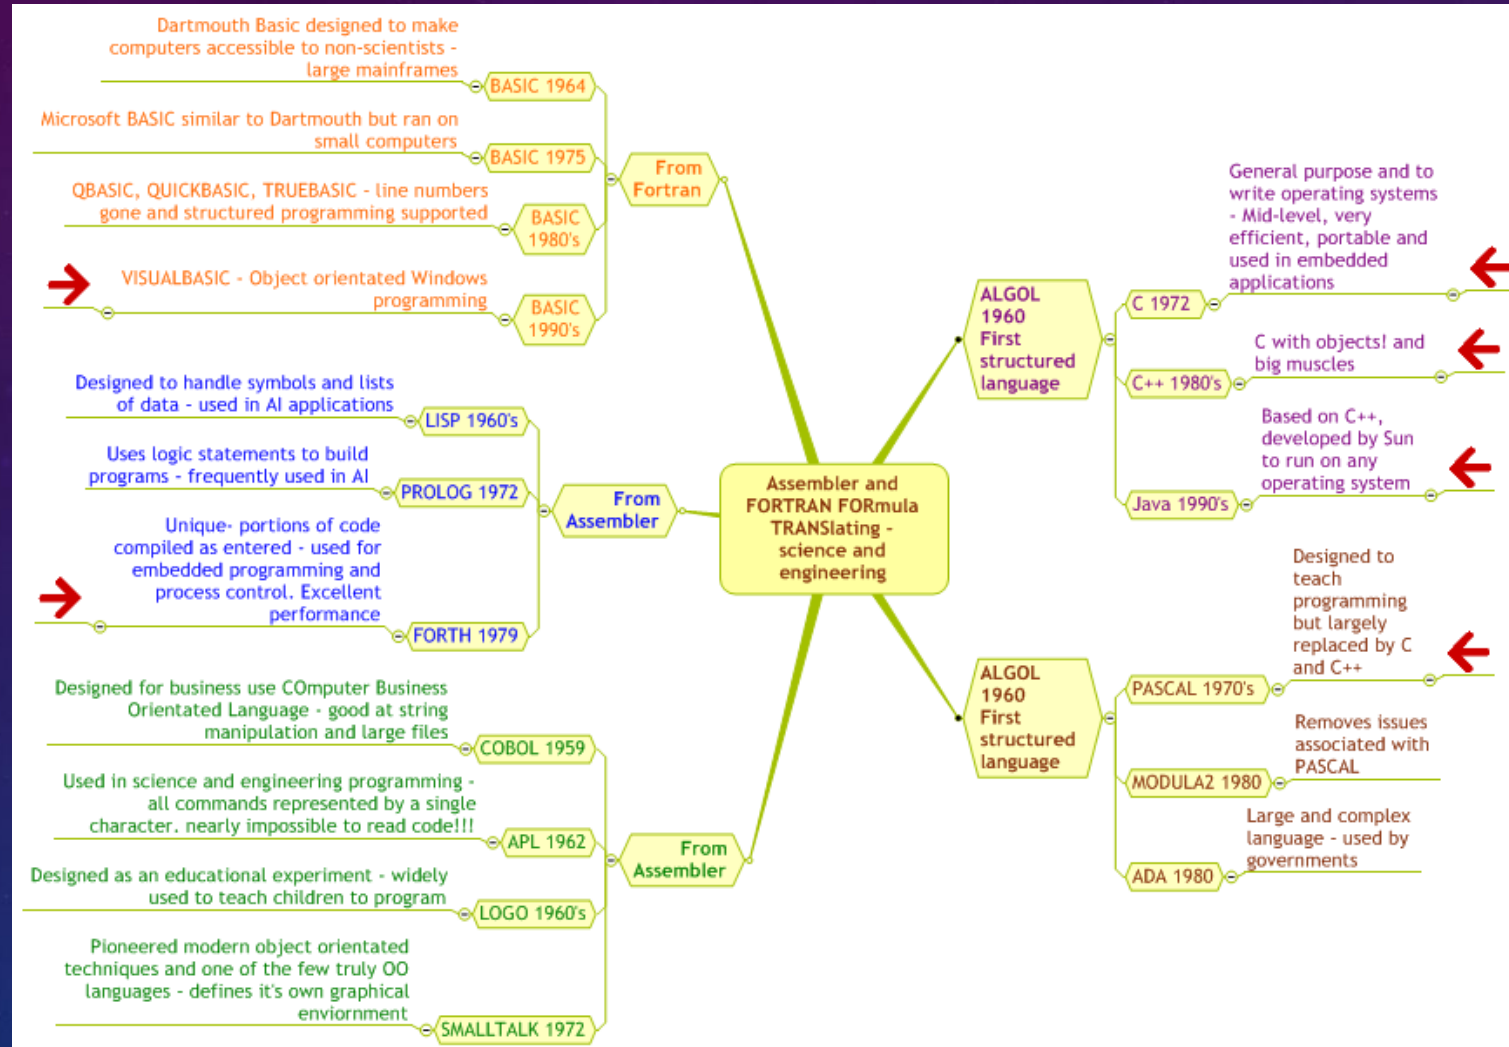 Dartmouth Basic designed to make
computers accessible to non-scientists -
large mainframes
BASIC 1964
Microsoft BASIC similar to Dartmouth but ran on
small computers
BASIC 1975
QBASIC, QUICKBASIC, TRUEBASIC - line numbers
gone and structured programming supported
BASIC
1980's
VISUALBASIC - Object orientated Windows
programming
BASIC
1990's
From
Fortran
Designed to handle symbols and lists
of data - used in AI applications
LISP 1960's
Uses logic statements to build
programs - frequently used in AI
PROLOG 1972
Unique- portions of code
compiled as entered - used for
embedded programming and
process control. Excellent
performance
FORTH 1979
From
Assembler
Designed for business use COmputer Business
Orientated Language - good at string
manipulation and large files
COBOL 1959
Used in science and engineering programming -
all commands represented by a single
character. nearly impossible to read code!!!
APL 1962
Designed as an educational experiment - widely
used to teach children to program
LOGO 1960's
Pioneered modern object orientated
techniques and one of the few truly OO
languages - defines it's own graphical
enviornment
SMALLTALK 1972
From
Assembler
Assembler and
FORTRAN FORmula
TRANSlating -
science and
engineering
ALGOL
1960
First
structured
language
C 1972
General purpose and to
write operating systems
- Mid-level, very
efficient, portable and
used in embedded
applications
C++ 1980's
C with objects! and
big muscles
Java 1990's
Based on C++,
developed by Sun
to run on any
operating system
ALGOL
1960
First
structured
language
PASCAL 1970's
Designed to
teach
programming
but largely
replaced by C
and C++
MODULA2 1980
Removes issues
associated with
PASCAL
ADA 1980
Large and complex
language - used by
governments